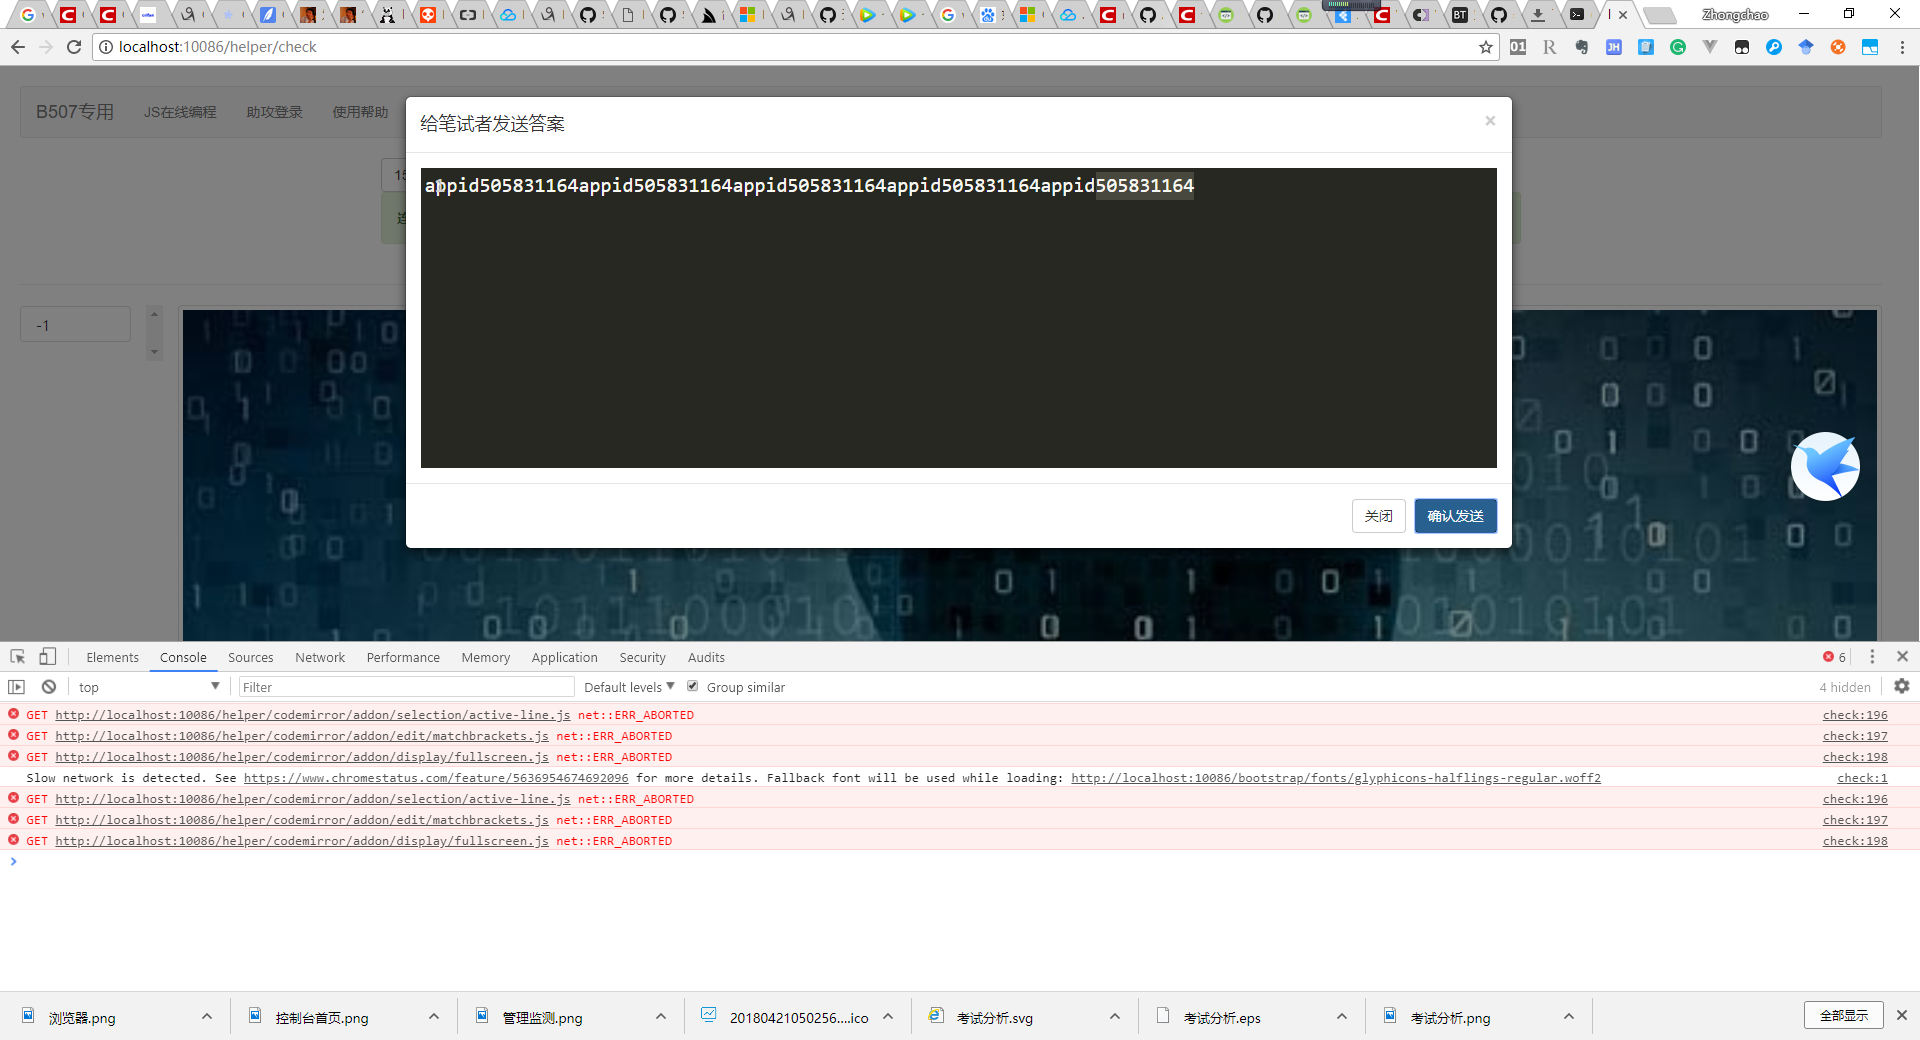 Zhongchao
localhost:10086/helper/check
B507专用
JS在线编程
助攻登录
使用帮助
给笔试者发送答案
×
15
appid505831164appid505831164appid505831164appid505831164appid505831164
-1
关闭
确认发送
Elements
Console
Sources
Network
Performance
Memory
Application
Security
Audits
6
top
Filter
Default levels
Group similar
4 hidden
GET http://localhost:10086/helper/codemirror/addon/selection/active-line.js net::ERR_ABORTED check:196
GET http://localhost:10086/helper/codemirror/addon/edit/matchbrackets.js net::ERR_ABORTED check:197
GET http://localhost:10086/helper/codemirror/addon/display/fullscreen.js net::ERR_ABORTED check:198
Slow network is detected. See https://www.chromestatus.com/feature/5636954674692096 for more details. Fallback font will be used while loading: http://localhost:10086/bootstrap/fonts/glyphicons-halflings-regular.woff2 check:1
GET http://localhost:10086/helper/codemirror/addon/selection/active-line.js net::ERR_ABORTED check:196
GET http://localhost:10086/helper/codemirror/addon/edit/matchbrackets.js net::ERR_ABORTED check:197
GET http://localhost:10086/helper/codemirror/addon/display/fullscreen.js net::ERR_ABORTED check:198
浏览器.png
控制台首页.png
管理监测.png
20180421050256....ico
考试分析.svg
考试分析.eps
考试分析.png
全部显示